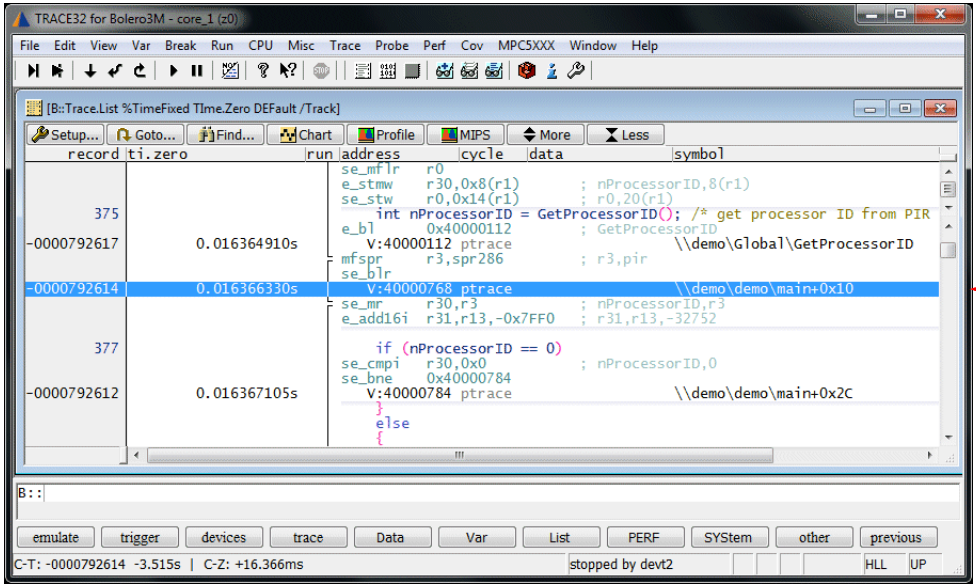 TRACE32 for Bolero3M - core_1 (z0)
File Edit View Var Break Run CPU Misc Trace Probe Perf Cov MPC5XXX Window Help
[B::Trace.List %TimeFixed TIme.Zero DEFault /Track]
Setup... Goto... Find... Chart Profile MIPS More Less
record ti.zero run address cycle data symbol
se_mflr r0
e_stmw r30,0x8(r1) ; nProcessorID,8(r1)
se_stw r0,0x14(r1) ; r0,20(r1)
375 int nProcessorID = GetProcessorID(); /* get processor ID from PIR
e_bl 0x40000112 ; GetProcessorID
-0000792617 0.016364910s V:40000112 ptrace \\demo\Global\GetProcessorID
mfspr r3,spr286 ; r3,pir
se_blr
-0000792614 0.016366330s V:40000768 ptrace \\demo\demo\main+0x10
se_mr r30,r3 ; nProcessorID,r3
e_add16i r31,r13,-0x7FF0 ; r31,r13,-32752
377 if (nProcessorID == 0)
se_cmpi r30,0x0 ; nProcessorID,0
se_bne 0x40000784
-0000792612 0.016367105s V:40000784 ptrace \\demo\demo\main+0x2C
}
else
{
B::
emulate trigger devices trace Data Var List PERF SYStem other previous
C-T: -0000792614 -3.515s C-Z: +16.366ms stopped by devt2 HLL UP